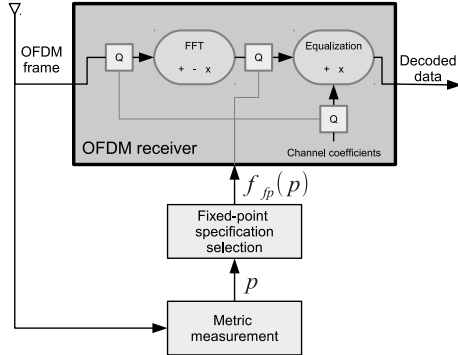 OFDM
frame
Q
FFT
+ - x
Q
Equalization
+ x
Decoded
data
Q
OFDM receiver
Channel coefficients
f_fp(p)
Fixed-point
specification
selection
p
Metric
measurement